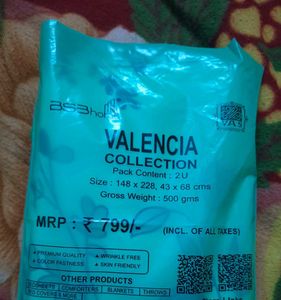 VALENCIA
COLLECTION
Pack Content : 2U
Size : 148 x 228, 43 x 68 cms
Gross Weight : 500 gms
MRP : ₹ 799/- (INCL. OF ALL TAXES)
PREMIUM QUALITY WRINKLE FREE
COLOR FASTNESS SKIN FRIENDLY
OTHER PRODUCTS
COMFORTERS BLANKETS THROWS